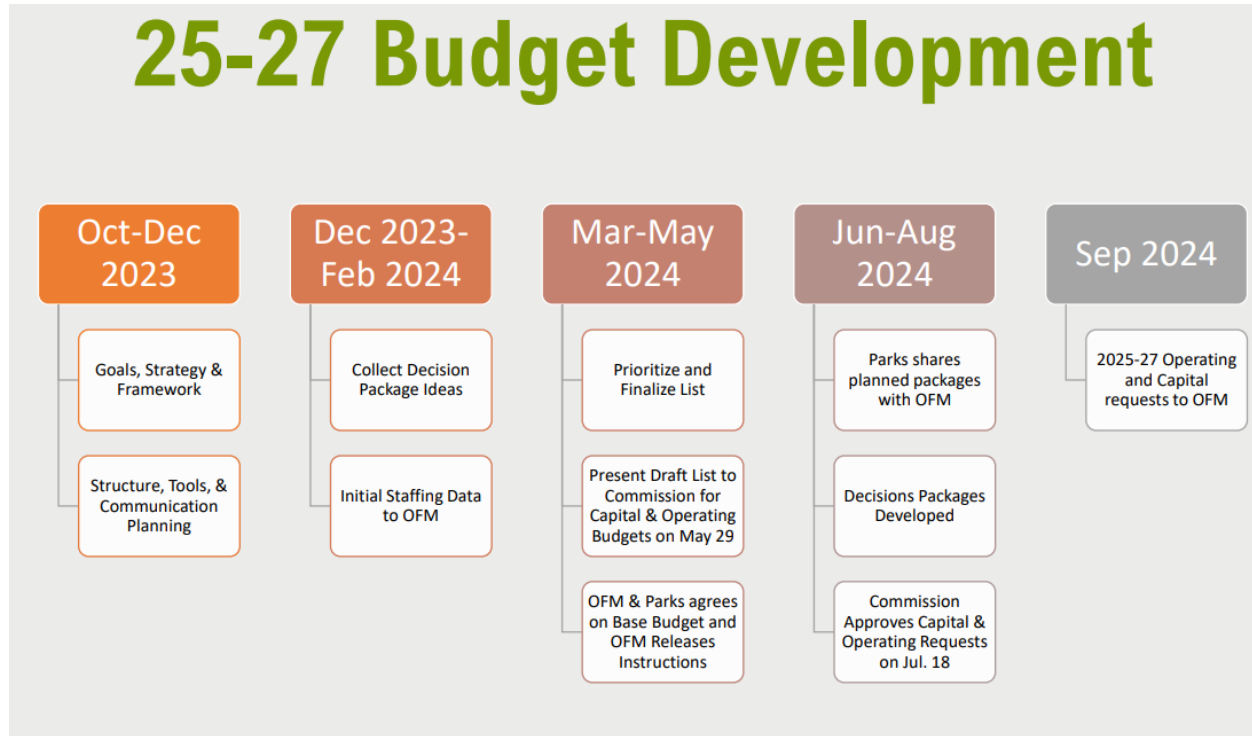 25-27 Budget Development
Oct-Dec
2023
Goals, Strategy &
Framework
Structure, Tools, &
Communication
Planning
Dec 2023-
Feb 2024
Collect Decision
Package Ideas
Initial Staffing Data
to OFM
Mar-May
2024
Prioritize and
Finalize List
Present Draft List to
Commission for
Capital & Operating
Budgets on May 29
OFM & Parks agrees
on Base Budget and
OFM Releases
Instructions
Jun-Aug
2024
Parks shares
planned packages
with OFM
Decisions Packages
Developed
Commission
Approves Capital &
Operating Requests
on Jul. 18
Sep 2024
2025-27 Operating
and Capital
requests to OFM